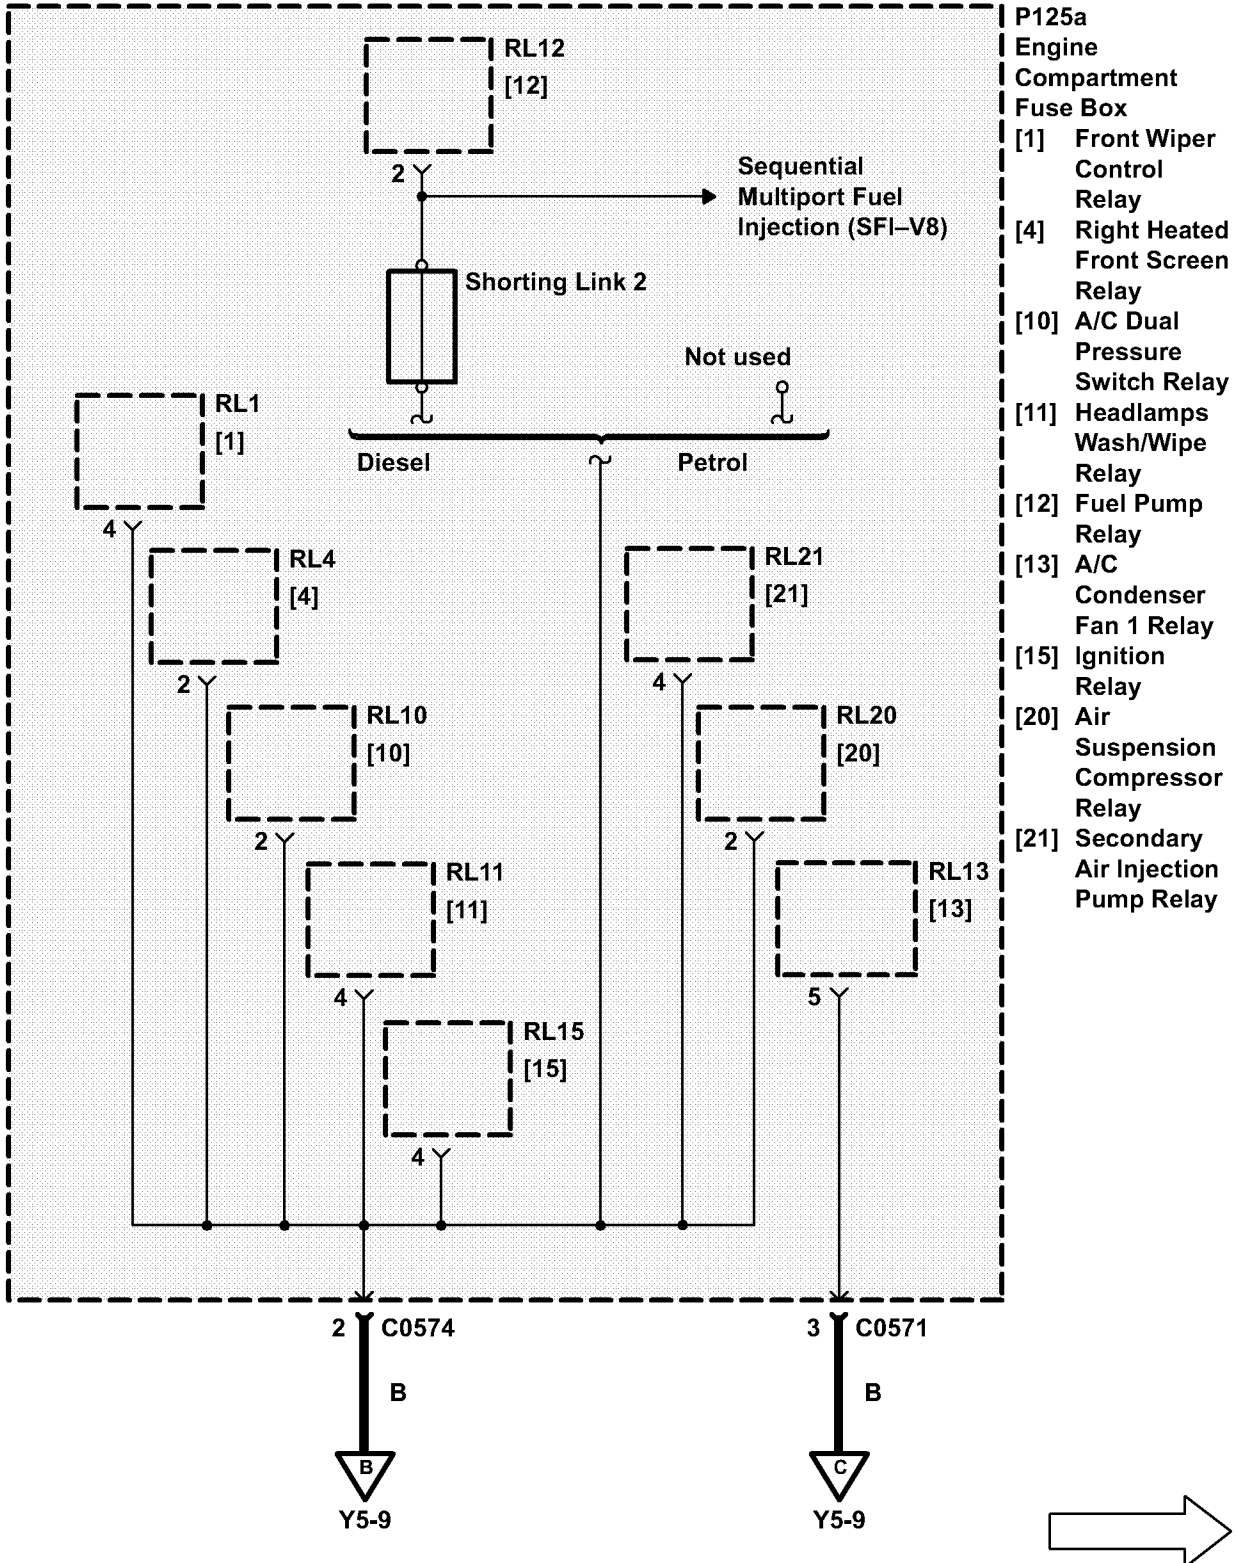 P125a
Engine
Compartment
Fuse Box
[1] Front Wiper
Control
Relay
[4] Right Heated
Front Screen
Relay
[10] A/C Dual
Pressure
Switch Relay
[11] Headlamps
Wash/Wipe
Relay
[12] Fuel Pump
Relay
[13] A/C
Condenser
Fan 1 Relay
[15] Ignition
Relay
[20] Air
Suspension
Compressor
Relay
[21] Secondary
Air Injection
Pump Relay
RL12
[12]
2
Sequential
Multiport Fuel
Injection (SFI–V8)
Shorting Link 2
Not used
Diesel
Petrol
RL1
[1]
4
RL4
[4]
2
RL21
[21]
4
RL10
[10]
2
RL20
[20]
2
RL11
[11]
4
RL13
[13]
5
RL15
[15]
4
2 C0574
3 C0571
B
B
B
C
Y5-9
Y5-9